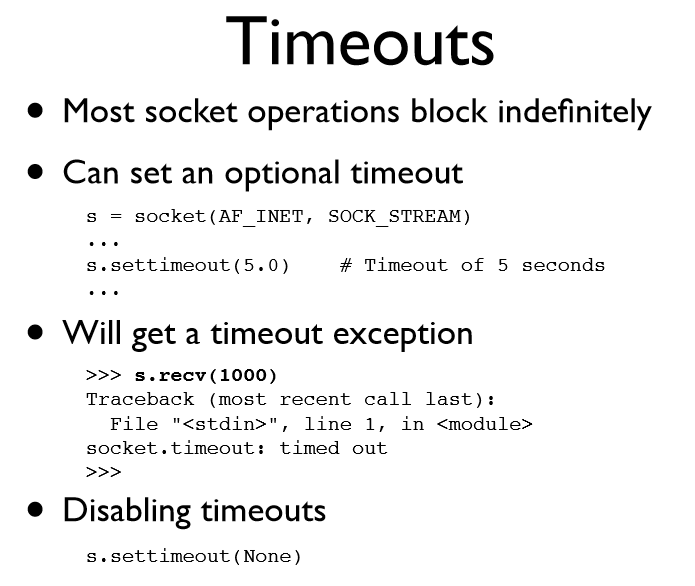 Timeouts
• Most socket operations block indefinitely
• Can set an optional timeout
s = socket(AF_INET, SOCK_STREAM)
...
s.settimeout(5.0)    # Timeout of 5 seconds
...
• Will get a timeout exception
>>> s.recv(1000)
Traceback (most recent call last):
  File "<stdin>", line 1, in <module>
socket.timeout: timed out
>>>
• Disabling timeouts
s.settimeout(None)